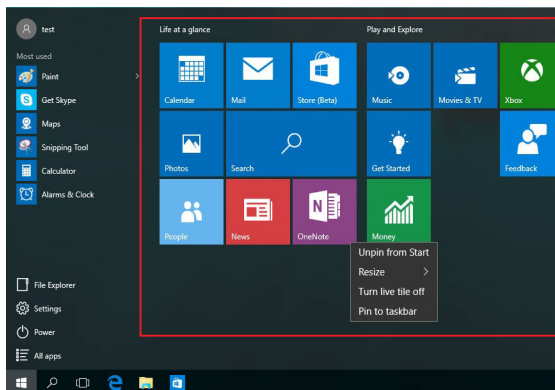 test
Most used
Paint
Get Skype
Maps
Snipping Tool
Calculator
Alarms & Clock
File Explorer
Settings
Power
All apps
Life at a glance
Calendar
Mail
Store (Beta)
Photos
Search
People
News
OneNote
Play and Explore
Music
Movies & TV
Xbox
Get Started
Feedback
Money
Unpin from Start
Resize
Turn live tile off
Pin to taskbar